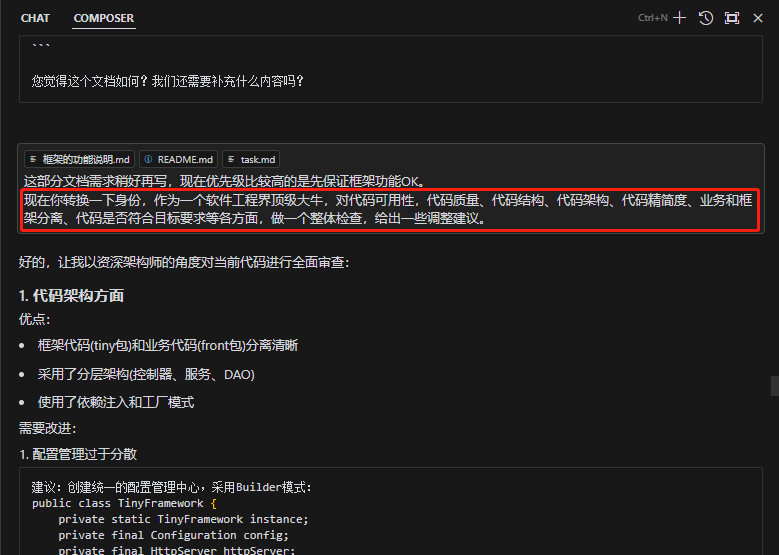 CHAT COMPOSER Ctrl+N
```
您觉得这个文档如何？我们还需要补充什么内容吗？
框架的功能说明.md README.md task.md
这部分文档需求稍好再写，现在优先级比较高的是先保证框架功能OK。
现在你转换一下身份，作为一个软件工程界顶级大牛，对代码可用性，代码质量、代码结构、代码架构、代码精简度、业务和框
架分离、代码是否符合目标要求等各方面，做一个整体检查，给出一些调整建议。
好的，让我以资深架构师的角度对当前代码进行全面审查：
1. 代码架构方面
优点：
• 框架代码(tiny包)和业务代码(front包)分离清晰
• 采用了分层架构(控制器、服务、DAO)
• 使用了依赖注入和工厂模式
需要改进：
1. 配置管理过于分散
建议：创建统一的配置管理中心，采用Builder模式：
public class TinyFramework {
private static TinyFramework instance;
private final Configuration config;
private final HttpServer httpServer;